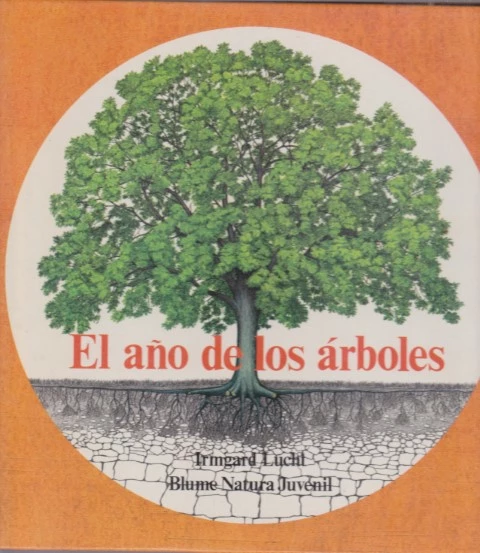 El año de los árboles
Irmgard Lucht
Blume Natura Juvenil